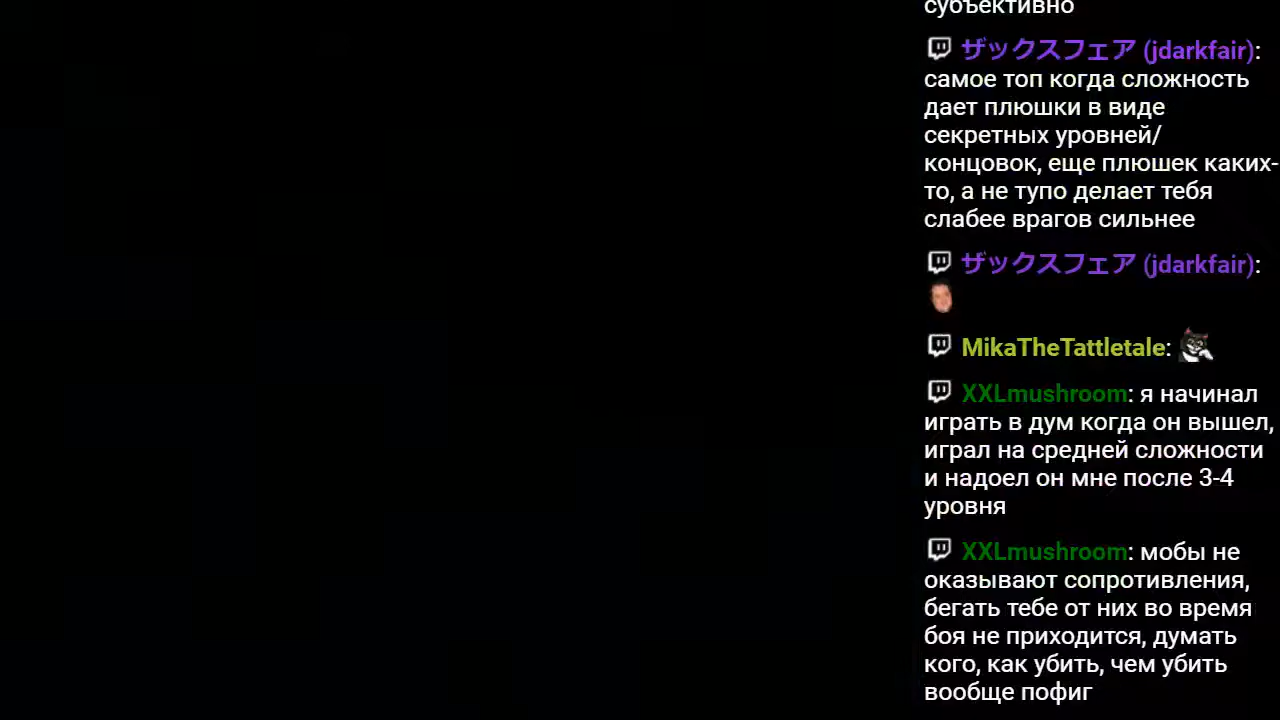 субъективно
ザックスフェア (jdarkfair):
самое топ когда сложность
дает плюшки в виде
секретных уровней/
концовок, еще плюшек каких-
то, а не тупо делает тебя
слабее врагов сильнее
ザックスフェア (jdarkfair):
MikaTheTattletale:
XXLmushroom: я начинал
играть в дум когда он вышел,
играл на средней сложности
и надоел он мне после 3-4
уровня
XXLmushroom: мобы не
оказывают сопротивления,
бегать тебе от них во время
боя не приходится, думать
кого, как убить, чем убить
вообще пофиг